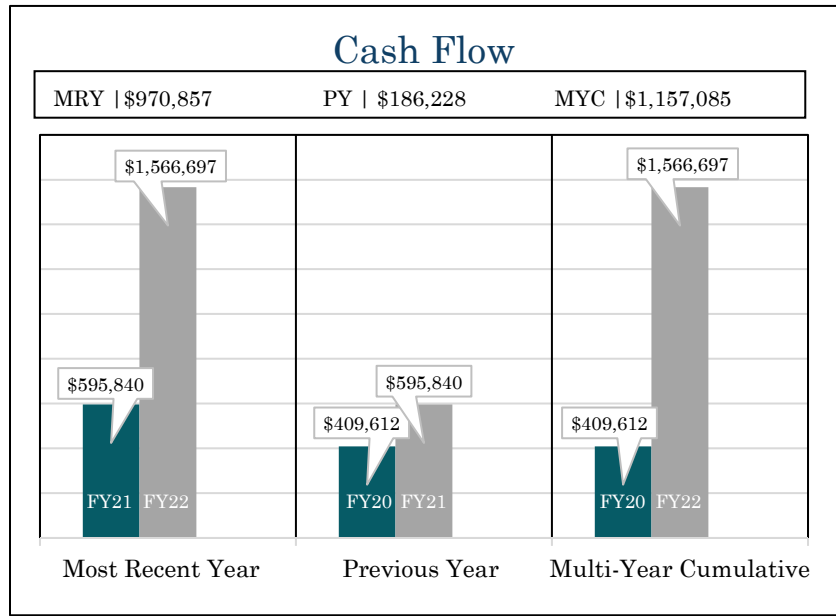 Cash Flow
MRY |$970,857 PY | $186,228 MYC |$1,157,085
$1,566,697 $1,566,697
$595,840 $595,840
$409,612 $409,612
FY21 FY22 FY20 FY21 FY20 FY22
Most Recent Year Previous Year Multi-Year Cumulative